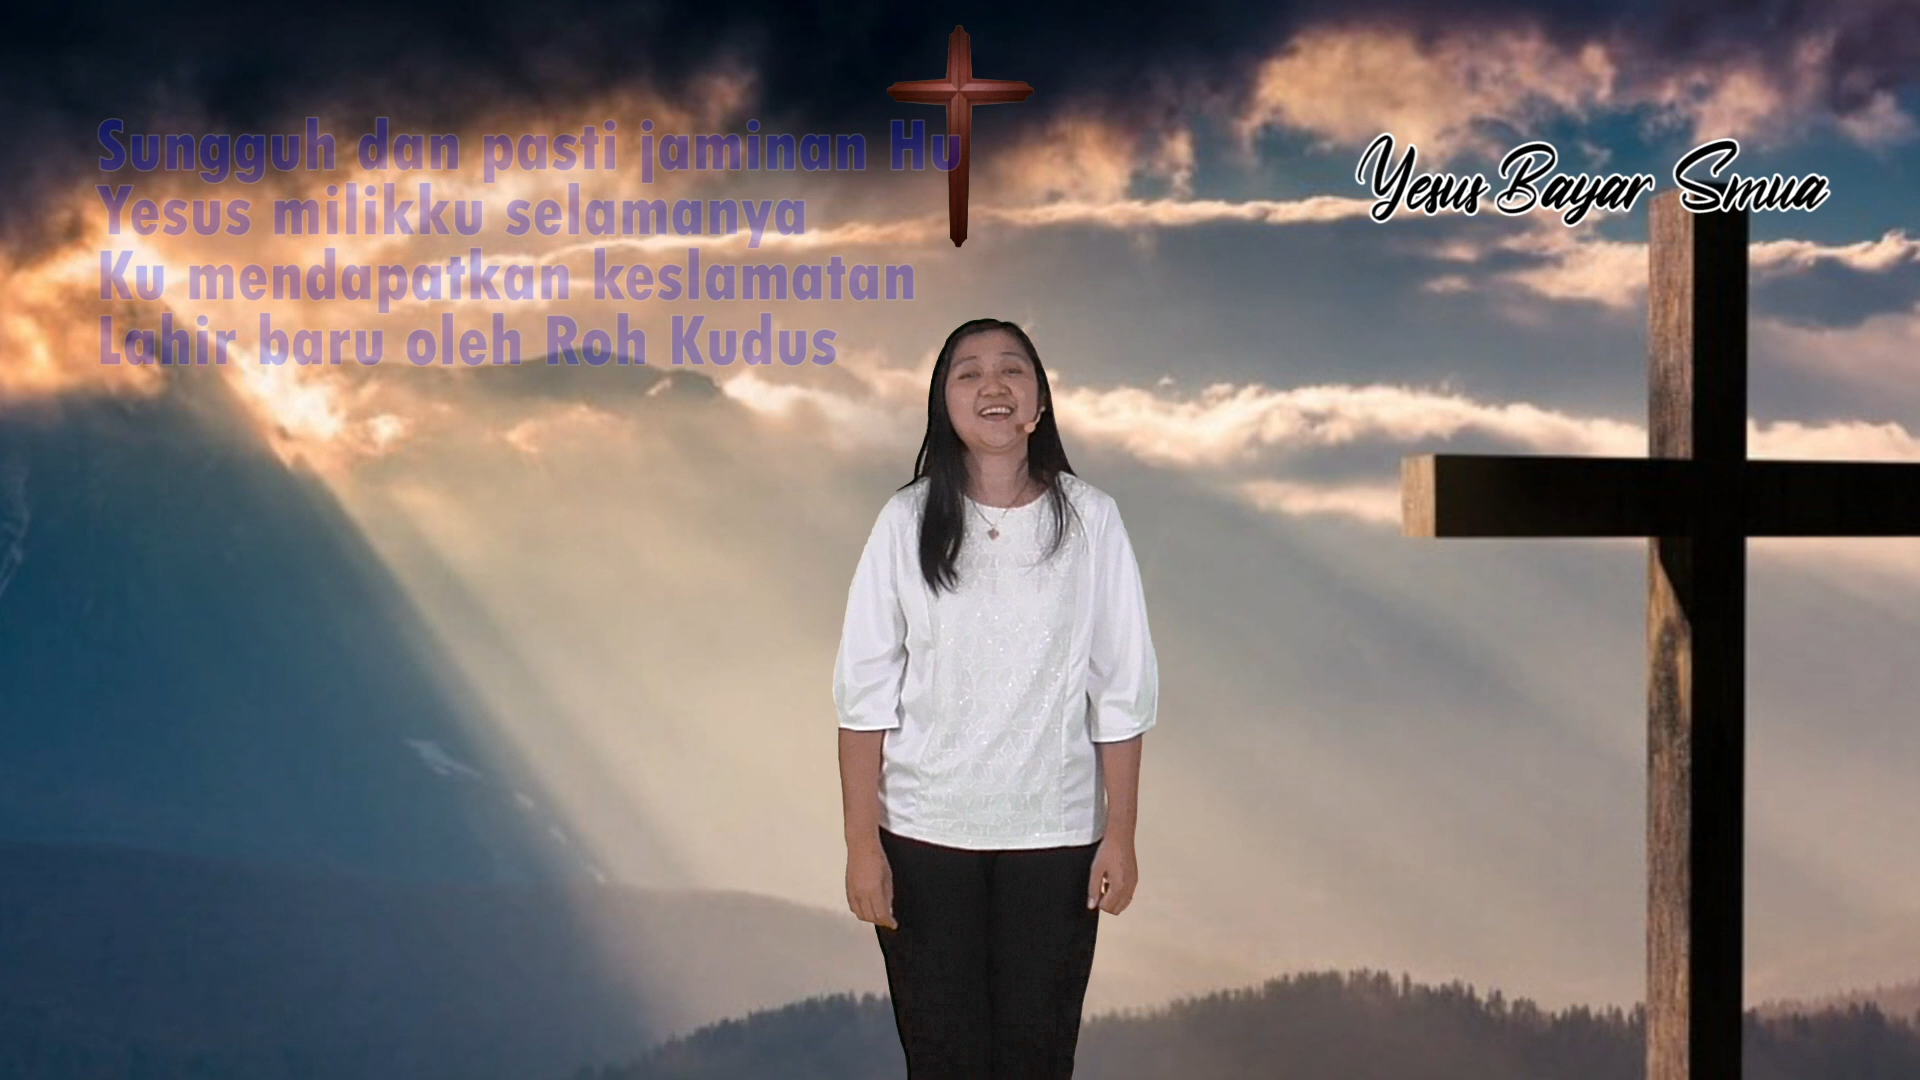 Sungguh dan pasti jaminan Hu
Yesus milikku selamanya
Ku mendapatkan keslamatan
Lahir baru oleh Roh Kudus
Yesus Bayar Smua